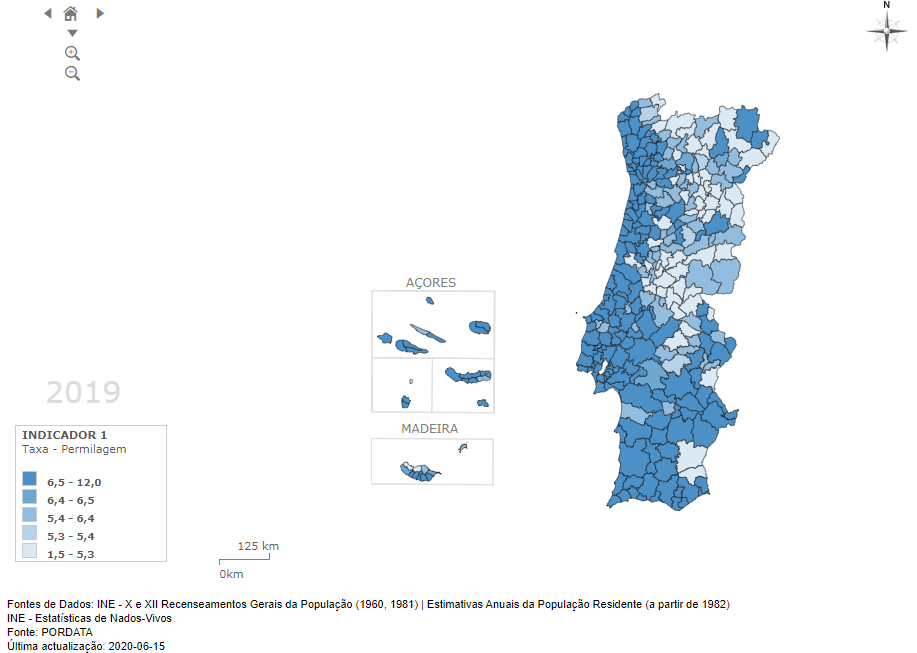 N
AÇORES
2019
MADEIRA
INDICADOR 1
Taxa - Permilagem
6,5 - 12,0
6,4 - 6,5
5,4 - 6,4
5,3 - 5,4
1,5 - 5,3
125 km
0km
Fontes de Dados: INE - X e XII Recenseamentos Gerais da População (1960, 1981) | Estimativas Anuais da População Residente (a partir de 1982)
INE - Estatísticas de Nados-Vivos
Fonte: PORDATA
Última actualização: 2020-06-15